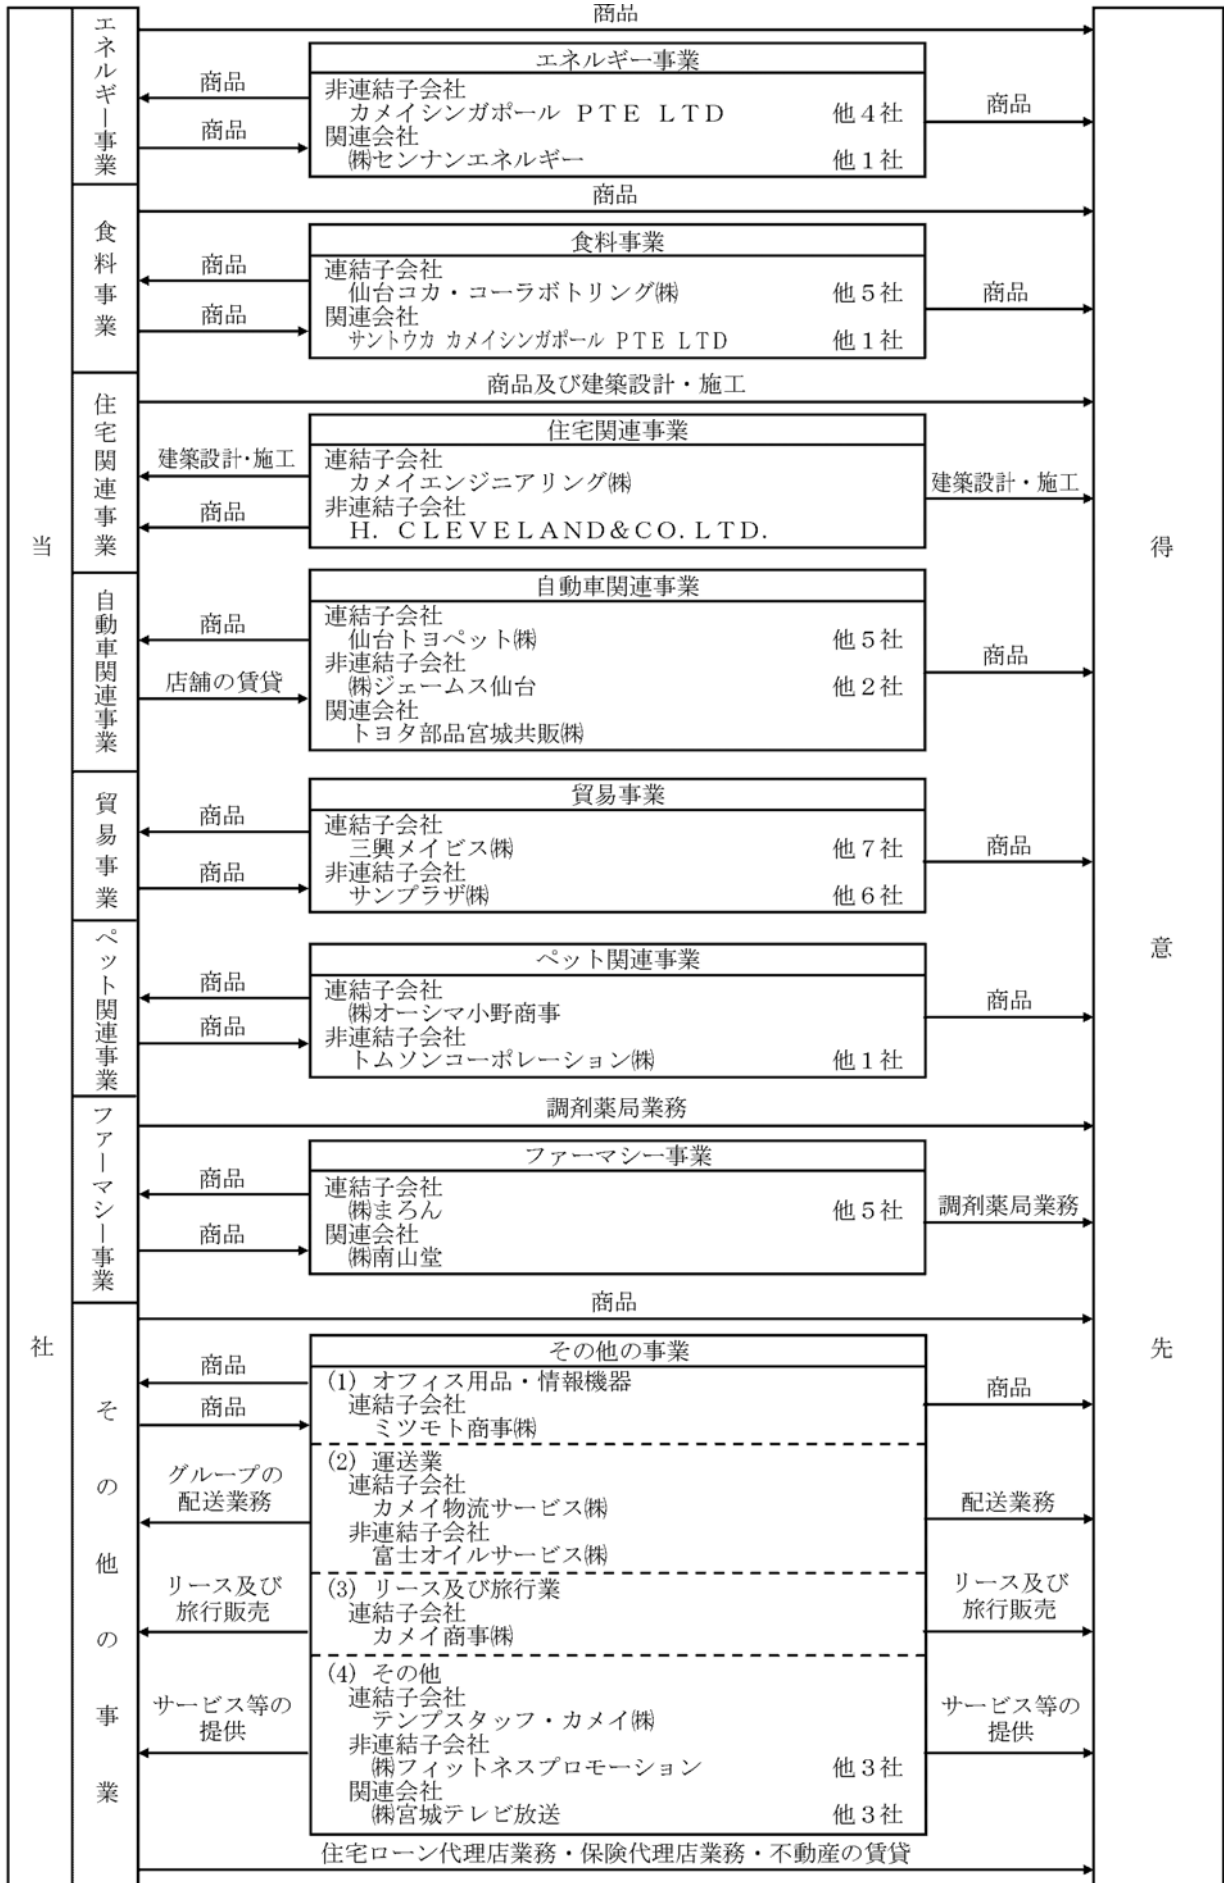 当社
得意先
エネルギー事業
商品
エネルギー事業
非連結子会社
カメイシンガポール PTE LTD 他4社
関連会社
㈱センナンエネルギー 他1社
商品
商品
商品
食料事業
商品
食料事業
連結子会社
仙台コカ・コーラボトリング㈱ 他5社
関連会社
サントウカ カメイシンガポール PTE LTD 他1社
商品
商品
商品
住宅関連事業
商品及び建築設計・施工
住宅関連事業
連結子会社
カメイエンジニアリング㈱
非連結子会社
H. CLEVELAND&CO.LTD.
建築設計・施工
商品
建築設計・施工
自動車関連事業
自動車関連事業
連結子会社
仙台トヨペット㈱ 他5社
非連結子会社
㈱ジェームス仙台 他2社
関連会社
トヨタ部品宮城共販㈱
商品
店舗の賃貸
商品
貿易事業
貿易事業
連結子会社
三興メイビス㈱ 他7社
非連結子会社
サンプラザ㈱ 他6社
商品
商品
商品
ペット関連事業
ペット関連事業
連結子会社
㈱オーシマ小野商事
非連結子会社
トムソンコーポレーション㈱ 他1社
商品
商品
商品
ファーマシー事業
調剤薬局業務
ファーマシー事業
連結子会社
㈱まろん 他5社
関連会社
㈱南山堂
商品
商品
調剤薬局業務
その他の事業
商品
その他の事業
(1) オフィス用品・情報機器
連結子会社
ミツモト商事㈱
商品
商品
商品
(2) 運送業
連結子会社
カメイ物流サービス㈱
非連結子会社
富士オイルサービス㈱
グループの
配送業務
配送業務
(3) リース及び旅行業
連結子会社
カメイ商事㈱
リース及び
旅行販売
リース及び
旅行販売
(4) その他
連結子会社
テンプスタッフ・カメイ㈱
非連結子会社
㈱フィットネスプロモーション 他3社
関連会社
㈱宮城テレビ放送 他3社
サービス等の
提供
サービス等の
提供
住宅ローン代理店業務・保険代理店業務・不動産の賃貸